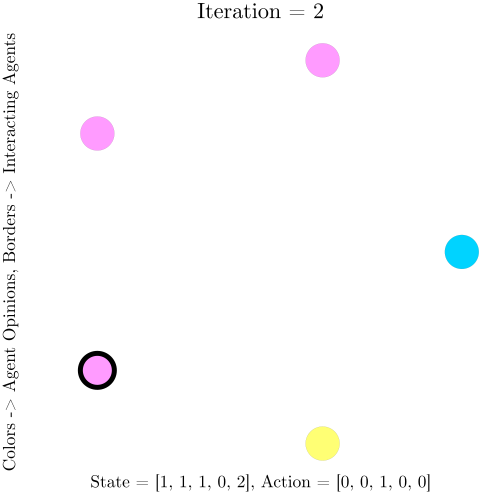 Iteration = 2
Colors -> Agent Opinions, Borders -> Interacting Agents
State = [1, 1, 1, 0, 2], Action = [0, 0, 1, 0, 0]